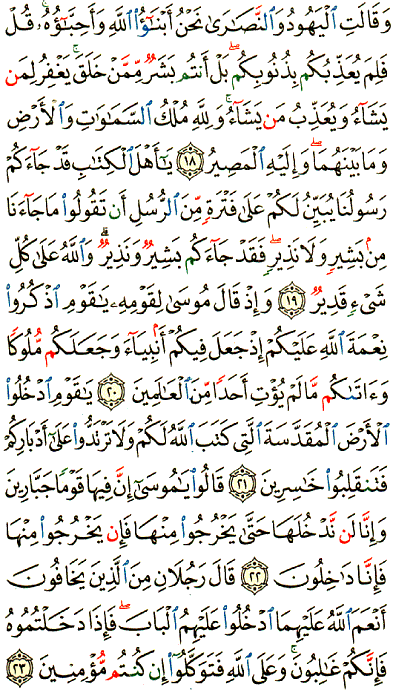 وَقَالَتِ ٱلْيَهُودُ وَٱلنَّصَٰرَىٰ نَحْنُ أَبْنَٰٓؤُا۟ ٱللَّهِ وَأَحِبَّٰٓؤُهُۥ ۚ قُلْ
فَلِمَ يُعَذِّبُكُم بِذُنُوبِكُم ۖ بَلْ أَنتُم بَشَرٌ مِّمَّنْ خَلَقَ ۚ يَغْفِرُ لِمَن
يَشَآءُ وَيُعَذِّبُ مَن يَشَآءُ ۚ وَلِلَّهِ مُلْكُ ٱلسَّمَٰوَٰتِ وَٱلْأَرْضِ
وَمَا بَيْنَهُمَا ۖ وَإِلَيْهِ ٱلْمَصِيرُ ١٨ يَٰٓأَهْلَ ٱلْكِتَٰبِ قَدْ جَآءَكُمْ
رَسُولُنَا يُبَيِّنُ لَكُمْ عَلَىٰ فَتْرَةٍ مِّنَ ٱلرُّسُلِ أَن تَقُولُوا۟ مَا جَآءَنَا
مِنۢ بَشِيرٍ وَلَا نَذِيرٍ ۖ فَقَدْ جَآءَكُم بَشِيرٌ وَنَذِيرٌ ۗ وَٱللَّهُ عَلَىٰ كُلِّ
شَىْءٍ قَدِيرٌ ١٩ وَإِذْ قَالَ مُوسَىٰ لِقَوْمِهِۦ يَٰقَوْمِ ٱذْكُرُوا۟
نِعْمَةَ ٱللَّهِ عَلَيْكُمْ إِذْ جَعَلَ فِيكُمْ أَنۢبِيَآءَ وَجَعَلَكُم مُّلُوكًا
وَءَاتَىٰكُم مَّا لَمْ يُؤْتِ أَحَدًا مِّنَ ٱلْعَٰلَمِينَ ٢٠ يَٰقَوْمِ ٱدْخُلُوا۟
ٱلْأَرْضَ ٱلْمُقَدَّسَةَ ٱلَّتِى كَتَبَ ٱللَّهُ لَكُمْ وَلَا تَرْتَدُّوا۟ عَلَىٰٓ أَدْبَارِكُمْ
فَتَنقَلِبُوا۟ خَٰسِرِينَ ٢١ قَالُوا۟ يَٰمُوسَىٰٓ إِنَّ فِيهَا قَوْمًا جَبَّارِينَ
وَإِنَّا لَن نَّدْخُلَهَا حَتَّىٰ يَخْرُجُوا۟ مِنْهَا فَإِن يَخْرُجُوا۟ مِنْهَا
فَإِنَّا دَٰخِلُونَ ٢٢ قَالَ رَجُلَانِ مِنَ ٱلَّذِينَ يَخَافُونَ
أَنْعَمَ ٱللَّهُ عَلَيْهِمَا ٱدْخُلُوا۟ عَلَيْهِمُ ٱلْبَابَ ۖ فَإِذَا دَخَلْتُمُوهُ
فَإِنَّكُمْ غَٰلِبُونَ ۚ وَعَلَى ٱللَّهِ فَتَوَكَّلُوٓا۟ إِن كُنتُم مُّؤْمِنِينَ ٢٣